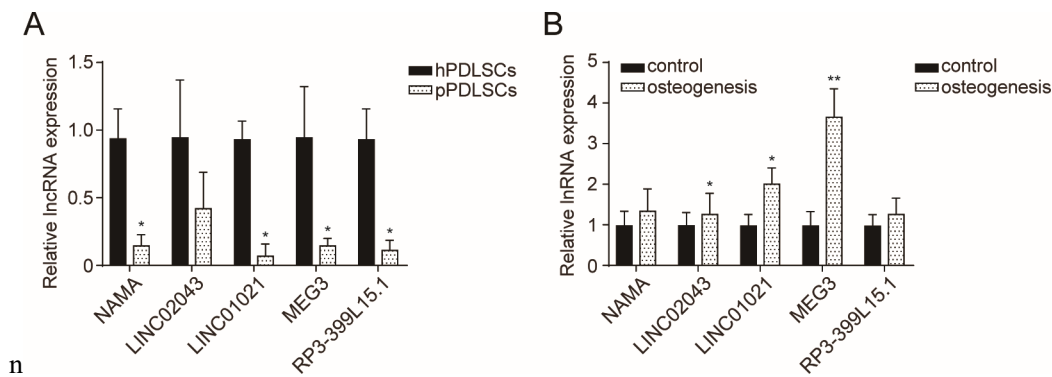 A
Relative lncRNA expression
1.5
1.0
0.5
0
hPDLSCs
pPDLSCs
*
*
*
*
NAMA
LINC02043
LINC01021
MEG3
RP3-399L15.1
B
Relative lnRNA expression
5
4
3
2
1
0
control
osteogenesis
control
osteogenesis
*
*
**
NAMA
LINC02043
LINC01021
MEG3
RP3-399L15.1
n